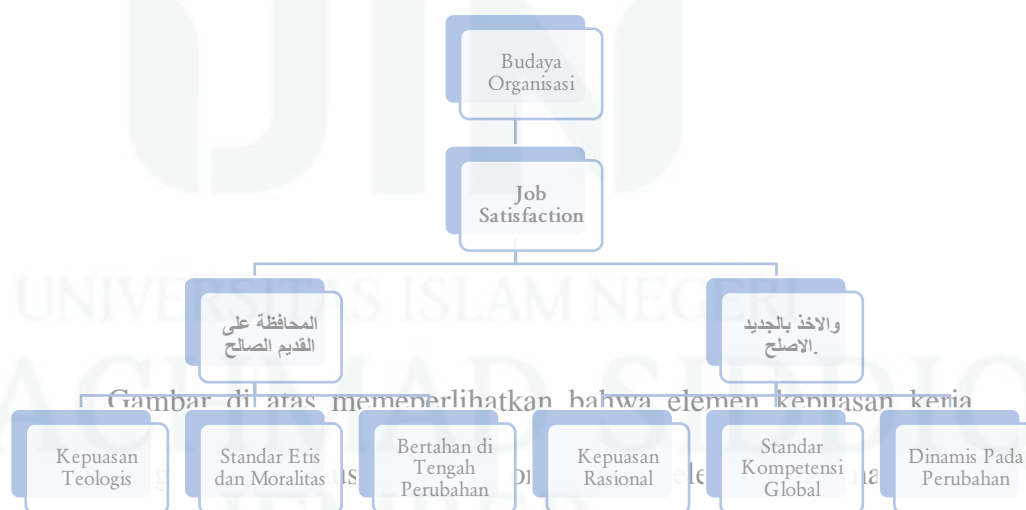 Budaya
Organisasi
Job
Satisfaction
المحافظة على
القديم الصالح
والاخذ بالجديد
الاصلح.
UNIVERSITAS ISLAM NEGERI
Gambar di atas memeperlihatkan bahwa elemen kepuasan kerja
Kepuasan
Teologis
Standar Etis
dan Moralitas
Bertahan di
Tengah
Perubahan
Kepuasan
Rasional
Standar
Kompetensi
Global
Dinamis Pada
Perubahan